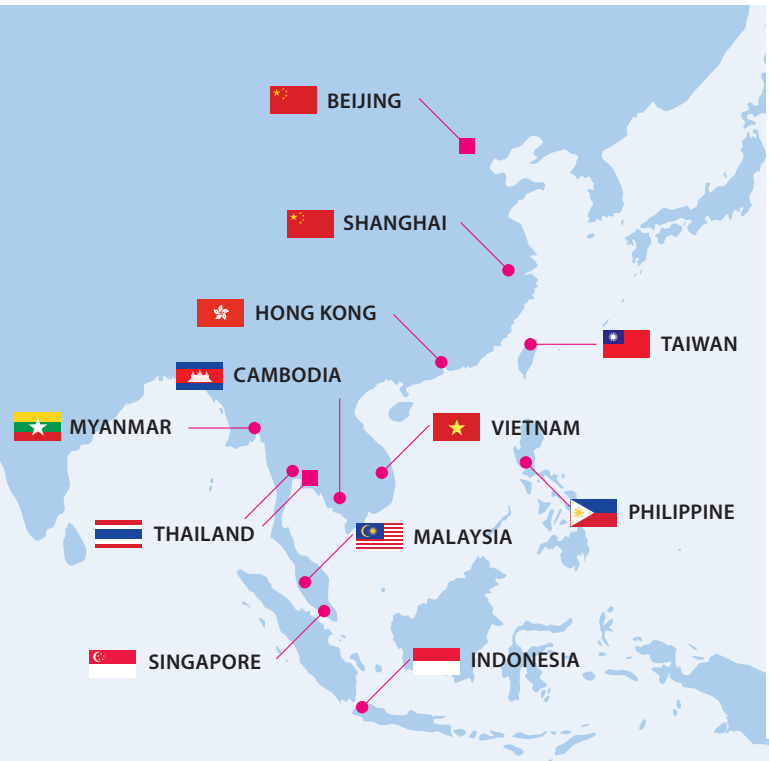 BEIJING
SHANGHAI
HONG KONG
TAIWAN
CAMBODIA
MYANMAR
VIETNAM
PHILIPPINE
THAILAND
MALAYSIA
SINGAPORE
INDONESIA